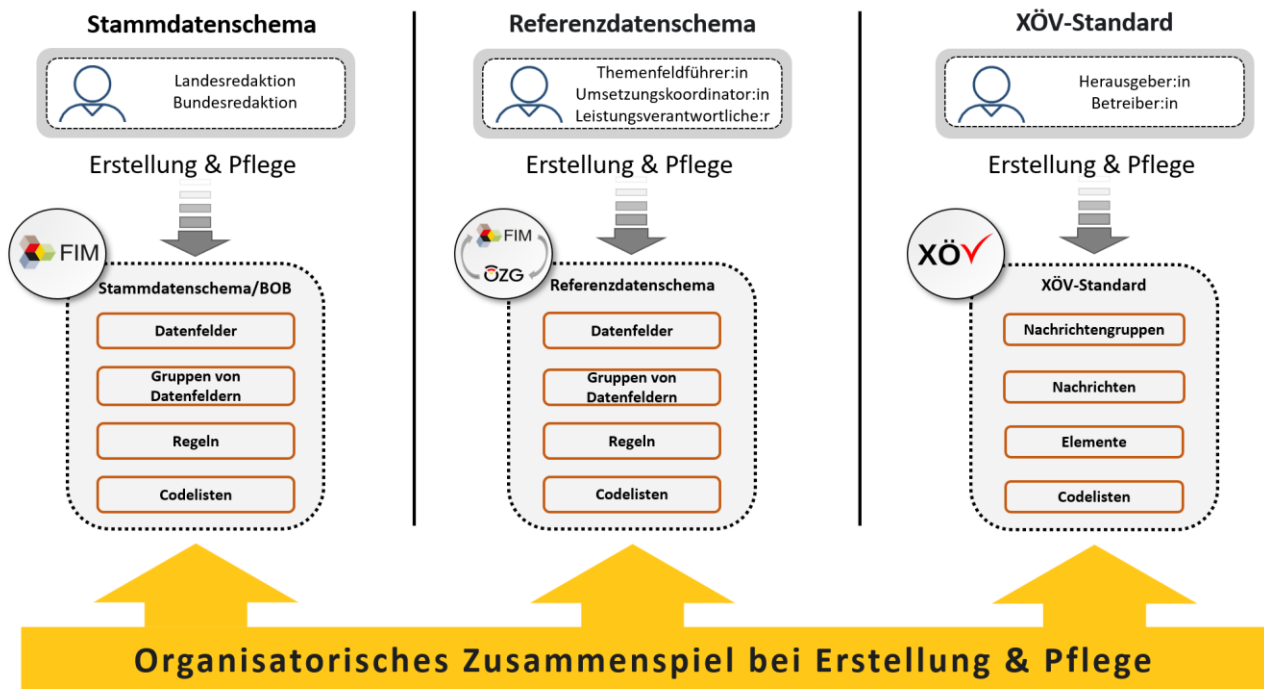 Stammdatenschema
Landesredaktion
Bundesredaktion
Erstellung & Pflege
FIM
Stammdatenschema/BOB
Datenfelder
Gruppen von
Datenfeldern
Regeln
Codelisten
Referenzdatenschema
Themenfeldführer:in
Umsetzungskoordinator:in
Leistungsverantwortliche:r
Erstellung & Pflege
FIM
OZG
Referenzdatenschema
Datenfelder
Gruppen von
Datenfeldern
Regeln
Codelisten
XÖV-Standard
Herausgeber:in
Betreiber:in
Erstellung & Pflege
XÖV
XÖV-Standard
Nachrichtengruppen
Nachrichten
Elemente
Codelisten
Organisatorisches Zusammenspiel bei Erstellung & Pflege